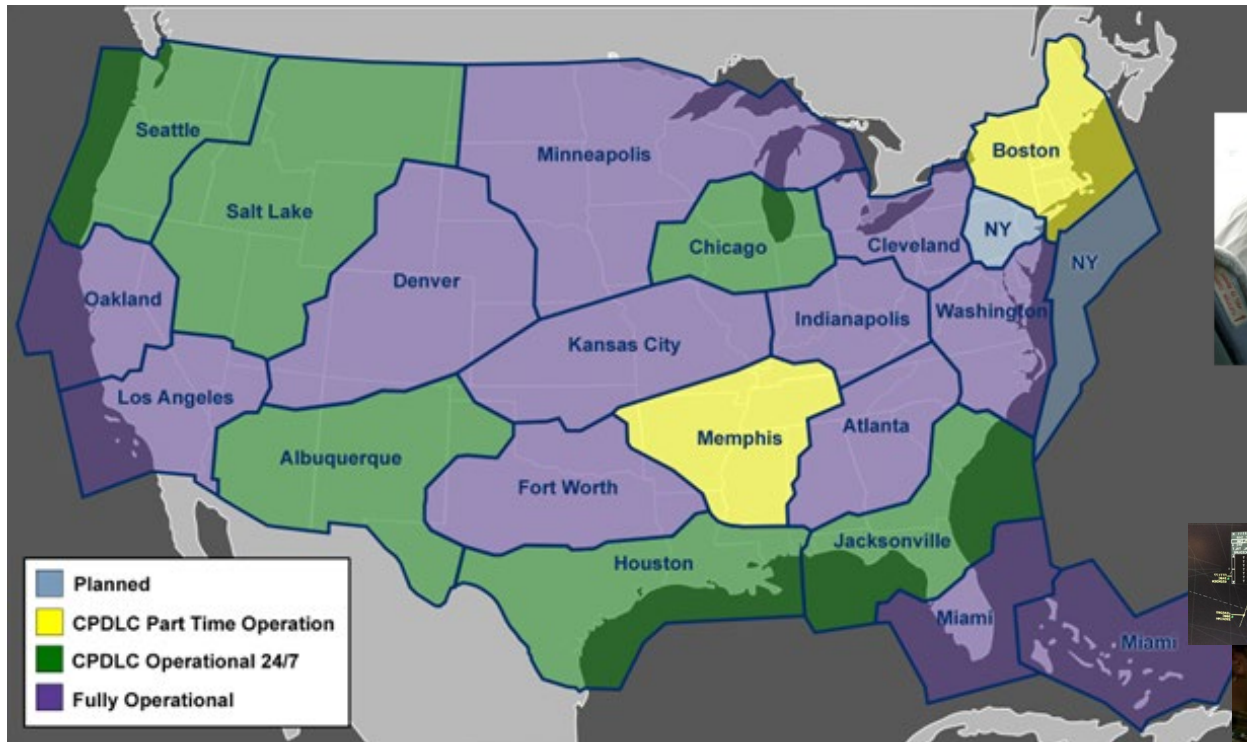 Seattle
Salt Lake
Minneapolis
Boston
Chicago
Cleveland
NY
NY
Oakland
Denver
Washington
Indianapolis
Kansas City
Los Angeles
Atlanta
Memphis
Albuquerque
Fort Worth
Houston
Jacksonville
Miami
Miami
Planned
CPDLC Part Time Operation
CPDLC Operational 24/7
Fully Operational